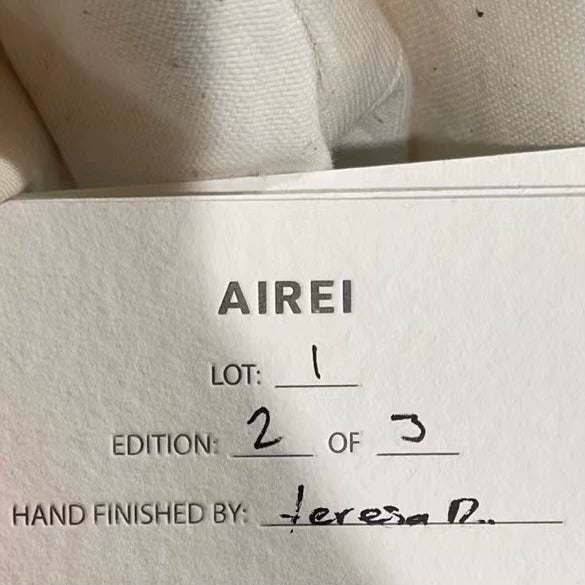 AIREI
LOT: 1
EDITION: 2 OF 3
HAND FINISHED BY: teresa D..